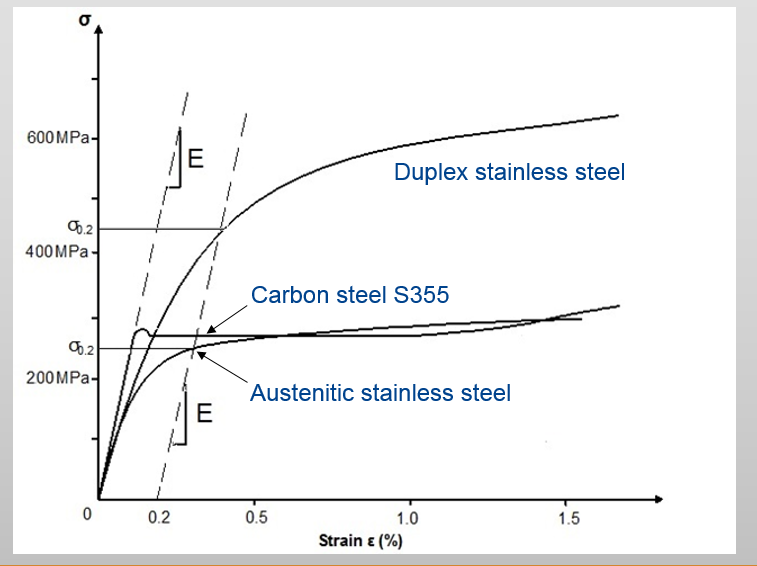 σ
600MPa
E
Duplex stainless steel
σ0.2
400MPa
Carbon steel S355
σ0.2
200MPa
Austenitic stainless steel
E
0
0.2
0.5
1.0
1.5
Strain ε (%)